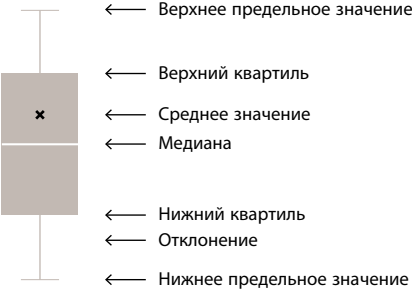 Верхнее предельное значение
Верхний квартиль
Среднее значение
Медиана
Нижний квартиль
Отклонение
Нижнее предельное значение